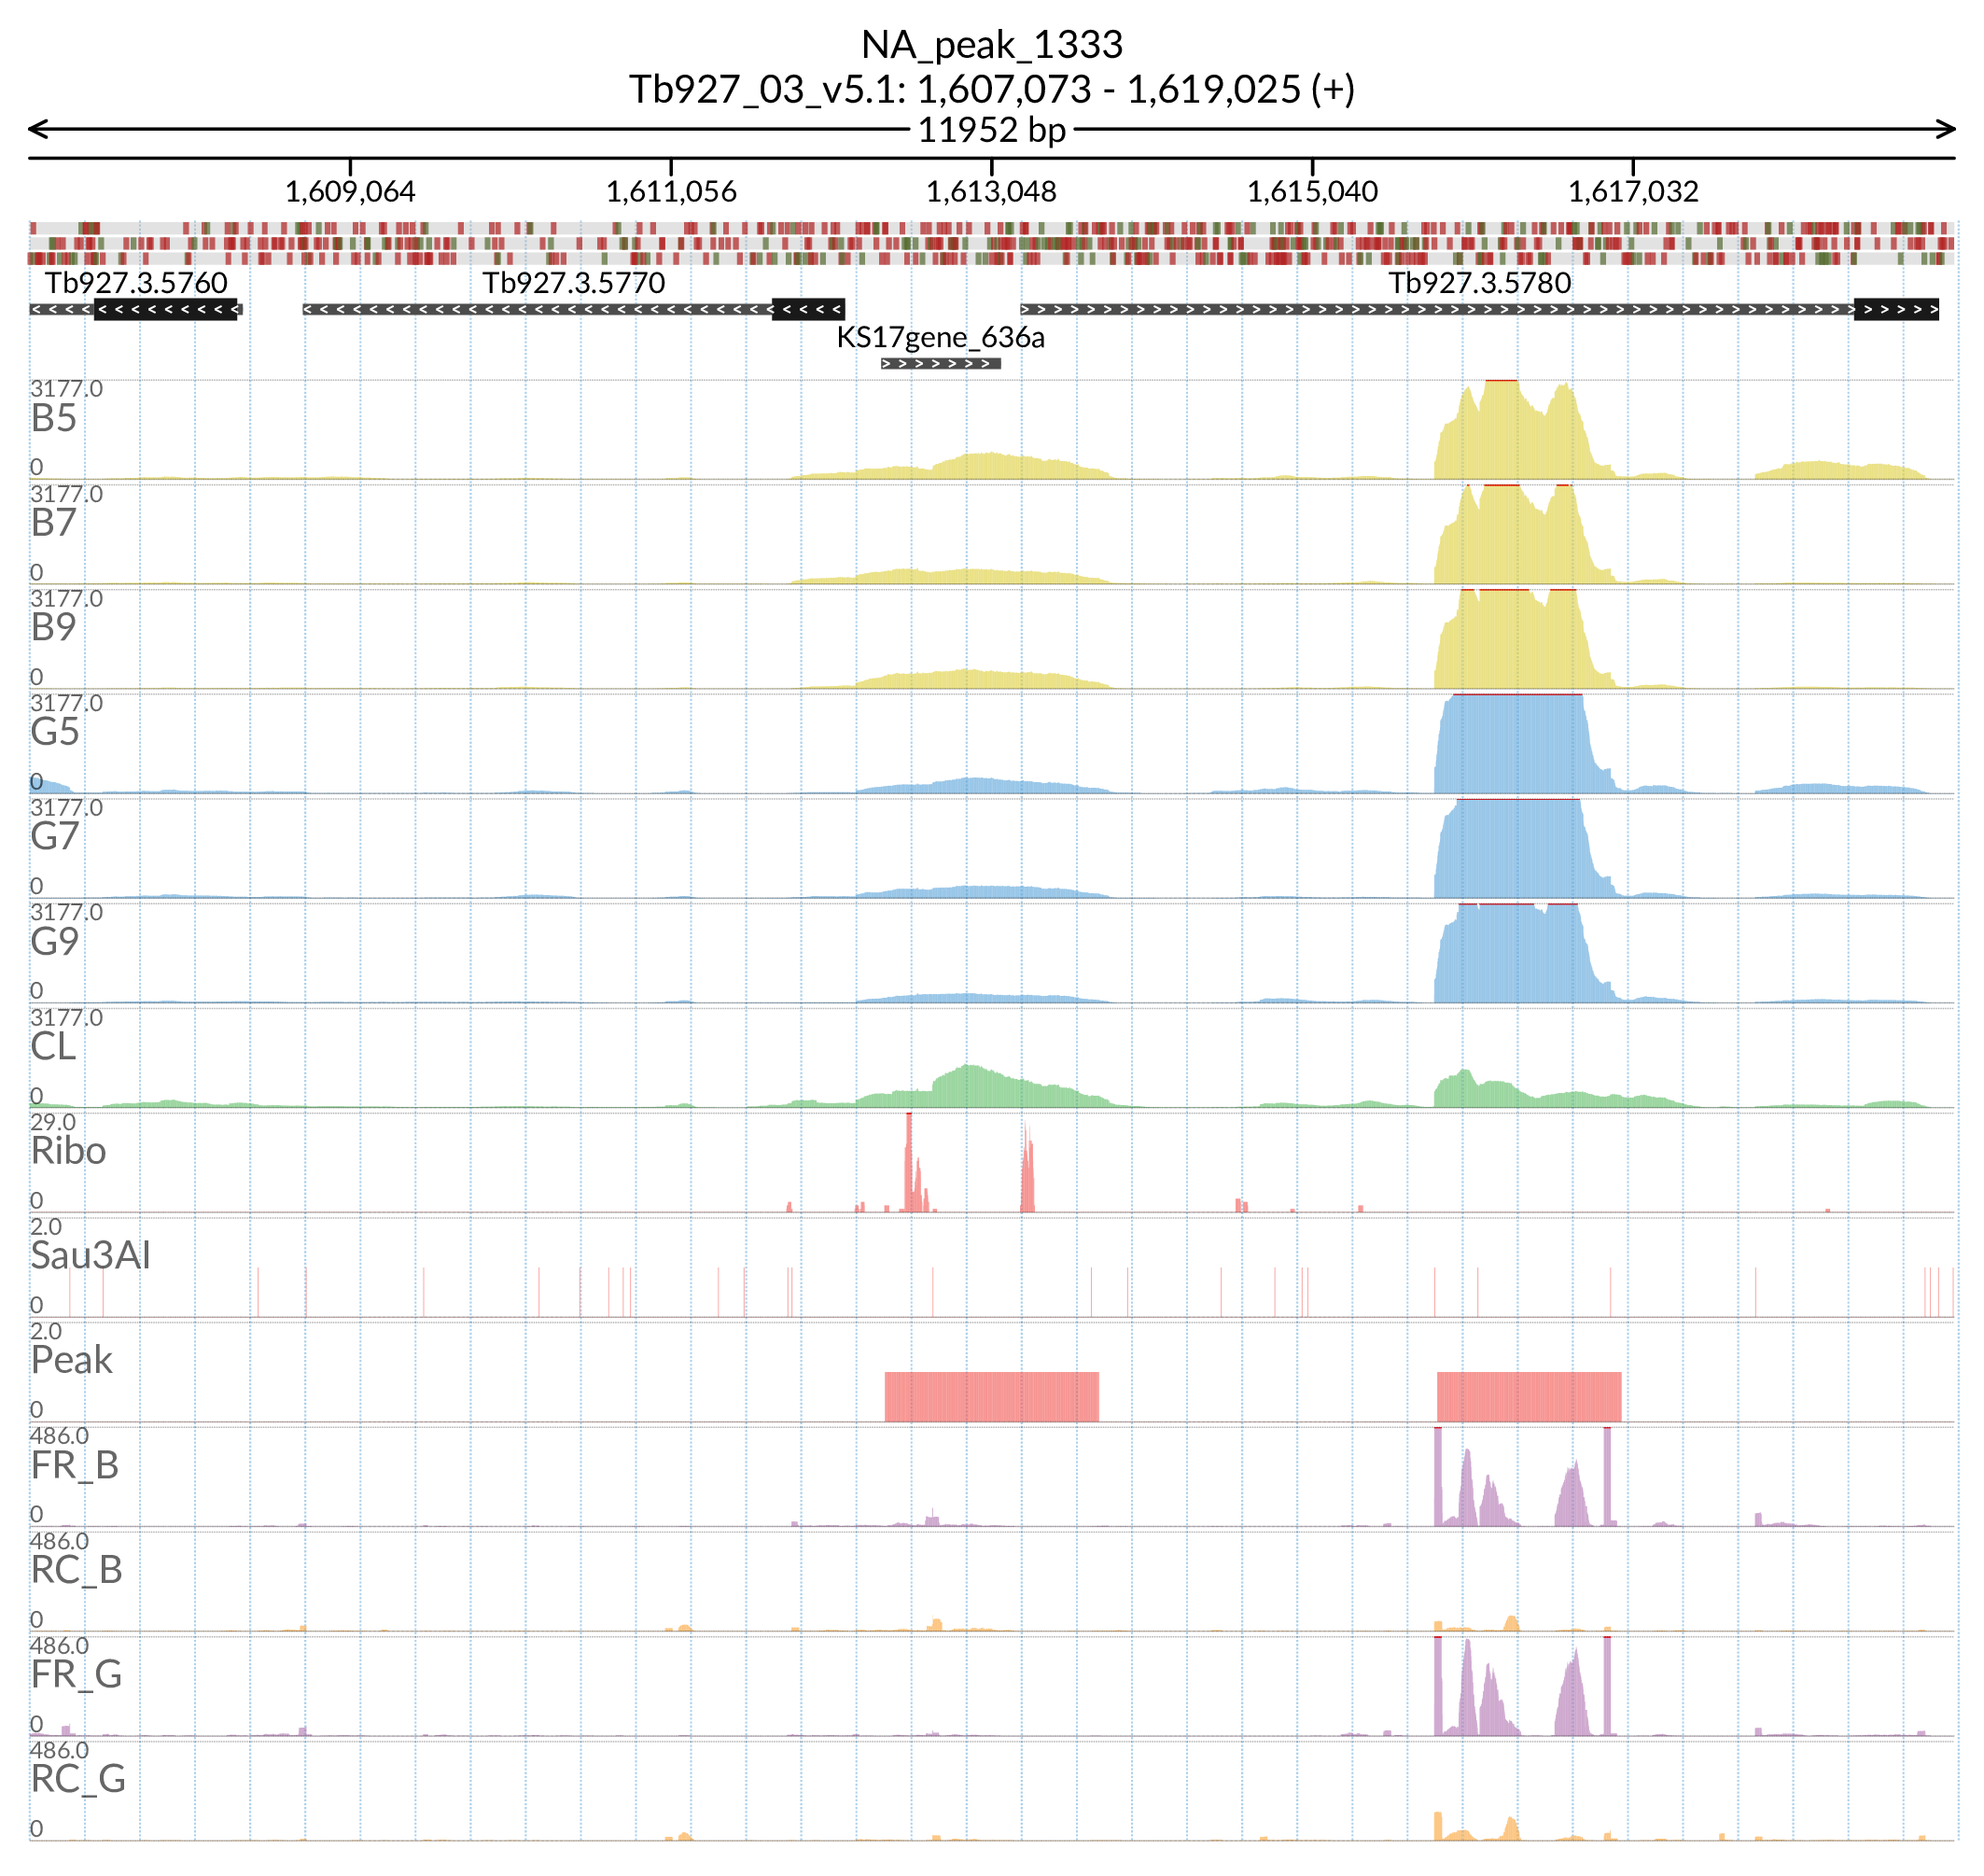 NA_peak_1333
Tb927_03_v5.1: 1,607,073 - 1,619,025 (+)
11952 bp
1,609,064 1,611,056 1,613,048 1,615,040 1,617,032
Tb927.3.5760 Tb927.3.5770 Tb927.3.5780
KS17gene_636a
3177.0
B5
0
3177.0
B7
0
3177.0
B9
0
3177.0
G5
0
3177.0
G7
0
3177.0
G9
0
3177.0
CL
0
29.0
Ribo
0
2.0
Sau3AI
0
2.0
Peak
0
486.0
FR_B
0
486.0
RC_B
0
486.0
FR_G
0
486.0
RC_G
0